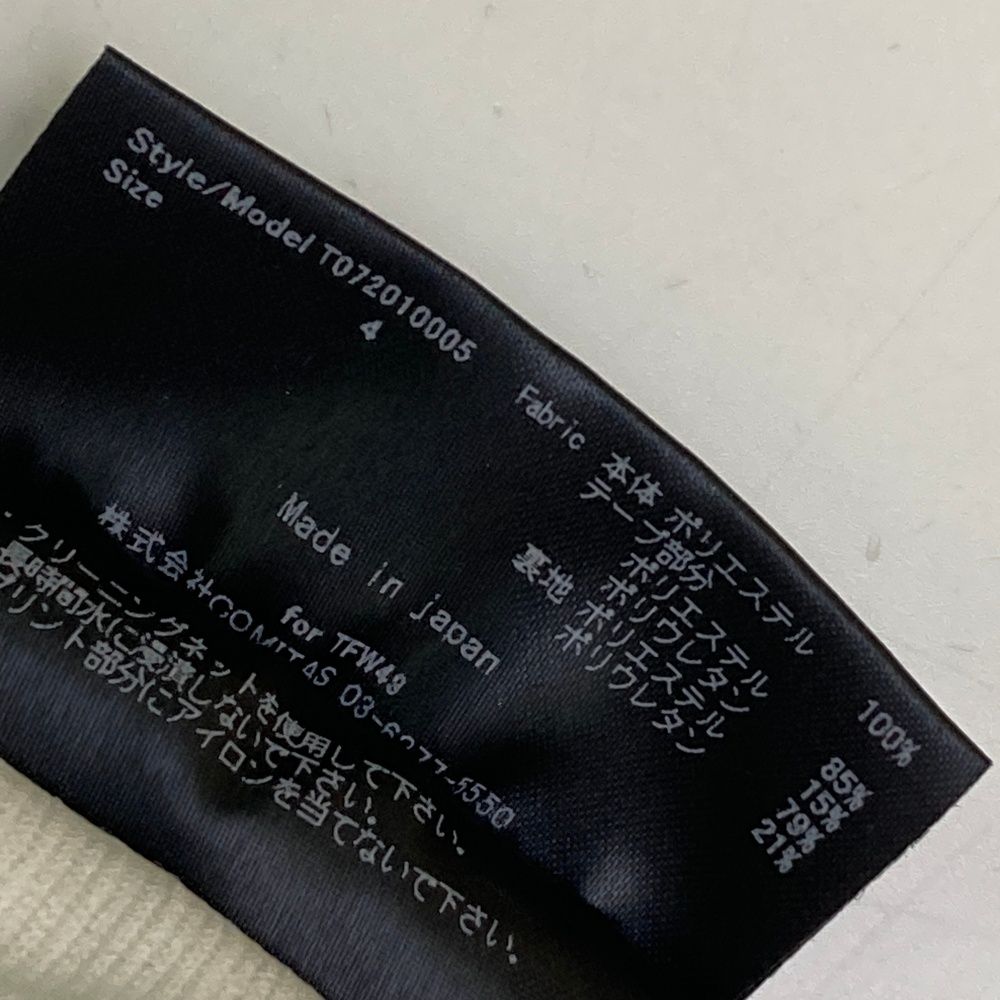 Style/Model T072010005
Size 4
Fabric 本体 ポリエステル 100%
テープ部分
ポリエステル 85%
ポリウレタン 15%
裏地 ポリエステル 79%
ポリウレタン 21%
Made in japan
for TFW49
株式会社COMIT4S 03-6277-5550
・クリーニングネットを使用して下さい。
長時間水に浸漬しないで下さい。
プリント部分にアイロンを当てないで下さい。